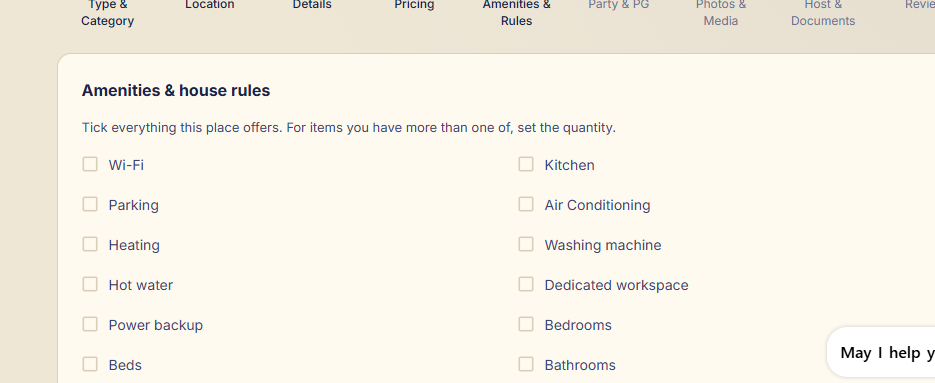 Type & Category
Location
Details
Pricing
Amenities & Rules
Party & PG
Photos & Media
Host & Documents
Amenities & house rules
Tick everything this place offers. For items you have more than one of, set the quantity.
Wi-Fi
Kitchen
Parking
Air Conditioning
Heating
Washing machine
Hot water
Dedicated workspace
Power backup
Bedrooms
Beds
Bathrooms
May I help